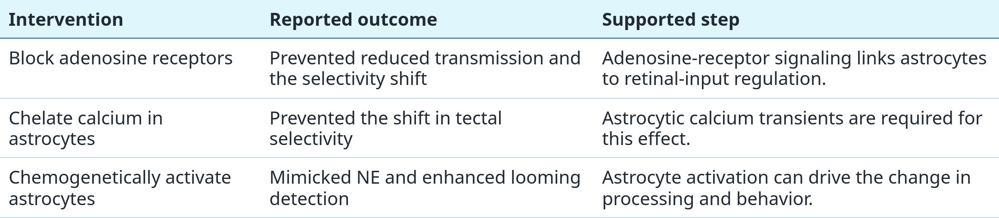 Intervention Reported outcome Supported step
Block adenosine receptors Prevented reduced transmission and Adenosine-receptor signaling links astrocytes
the selectivity shift to retinal-input regulation.
Chelate calcium in Prevented the shift in tectal Astrocytic calcium transients are required for
astrocytes selectivity this effect.
Chemogenetically activate Mimicked NE and enhanced looming Astrocyte activation can drive the change in
astrocytes detection processing and behavior.